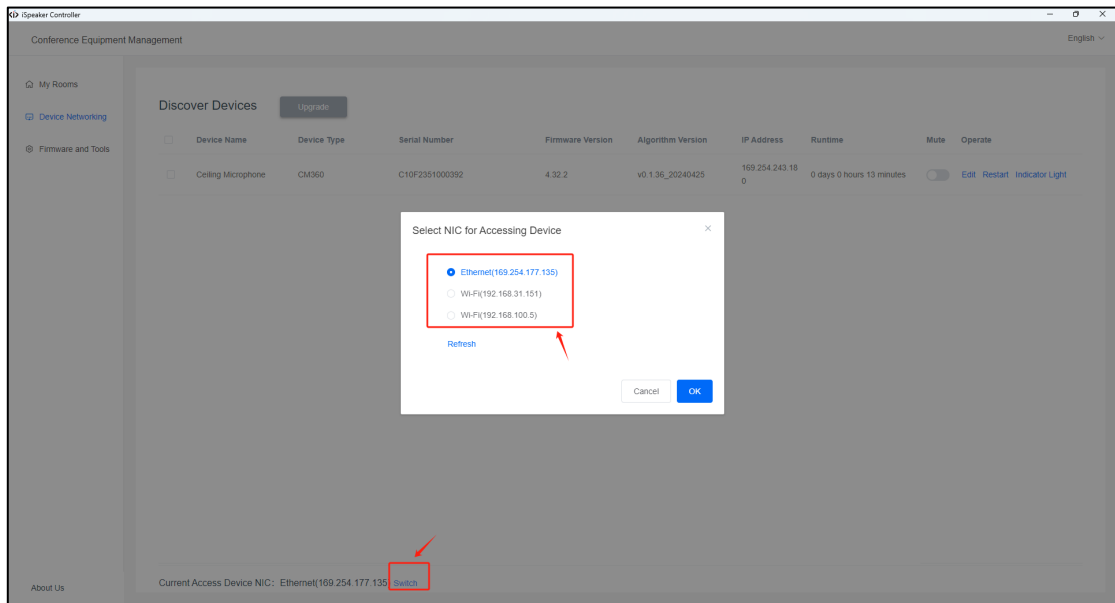 iSpeaker Controller
Conference Equipment Management
English
My Rooms
Device Networking
Firmware and Tools
Discover Devices
Upgrade
Device Name Device Type Serial Number Firmware Version Algorithm Version IP Address Runtime Mute Operate
Ceiling Microphone CM360 C10F2351000392 4.32.2 v0.1.36_20240425 169.254.243.18 0 days 0 hours 13 minutes Edit Restart Indicator Light
0
Select NIC for Accessing Device
Ethernet(169.254.177.135)
Wi-Fi(192.168.31.151)
Wi-Fi(192.168.100.5)
Refresh
Cancel OK
Current Access Device NIC: Ethernet(169.254.177.135) Switch
About Us